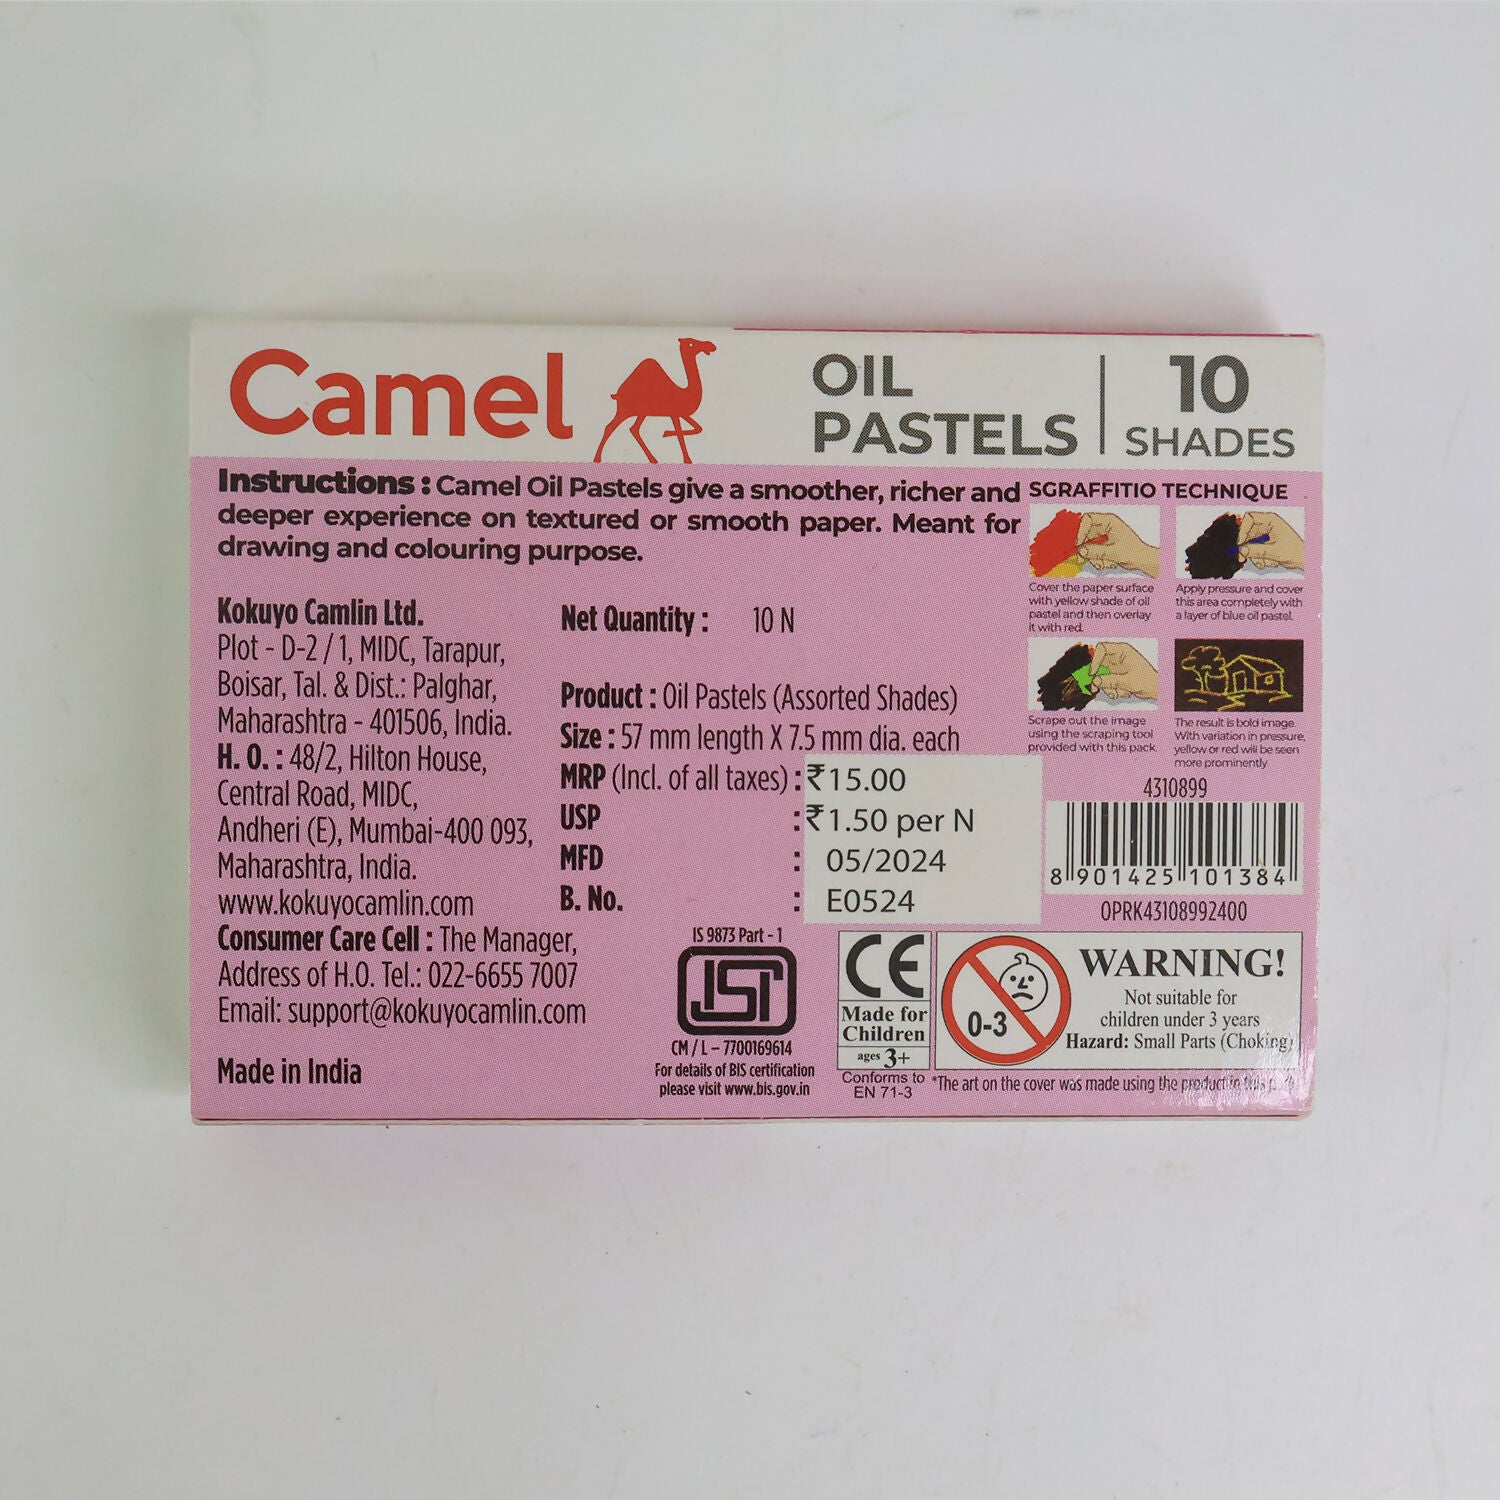 Camel
OIL
PASTELS
10
SHADES
Instructions : Camel Oil Pastels give a smoother, richer and
deeper experience on textured or smooth paper. Meant for
drawing and colouring purpose.
Kokuyo Camlin Ltd.
Plot - D-2 / 1, MIDC, Tarapur,
Boisar, Tal. & Dist.: Palghar,
Maharashtra - 401506, India.
H. O. : 48/2, Hilton House,
Central Road, MIDC,
Andheri (E), Mumbai-400 093,
Maharashtra, India.
www.kokuyocamlin.com
Consumer Care Cell : The Manager,
Address of H.O. Tel.: 022-6655 7007
Email: support@kokuyocamlin.com
Made in India
Net Quantity : 10 N
Product : Oil Pastels (Assorted Shades)
Size : 57 mm length X 7.5 mm dia. each
MRP (Incl. of all taxes) : ₹15.00
USP : ₹1.50 per N
MFD : 05/2024
B. No. : E0524
IS 9873 Part - 1
ISI
CM / L - 7700169614
For details of BIS certification
please visit www.bis.gov.in
SGRAFFITIO TECHNIQUE
Cover the paper surface
with yellow shade of oil
pastel and then overlay
it with red.
Apply pressure and cover
this area completely with
a layer of blue oil pastel.
Scrape out the image
using the scraping tool
provided with this pack.
The result is bold image.
With variation in pressure,
yellow or red will be seen
more prominently.
4310899
8 901425 101384
OPRK43108992400
CE
Made for
Children
ages 3+
Conforms to
EN 71-3
0-3
WARNING!
Not suitable for
children under 3 years
Hazard: Small Parts (Choking)
*The art on the cover was made using the product in this pack